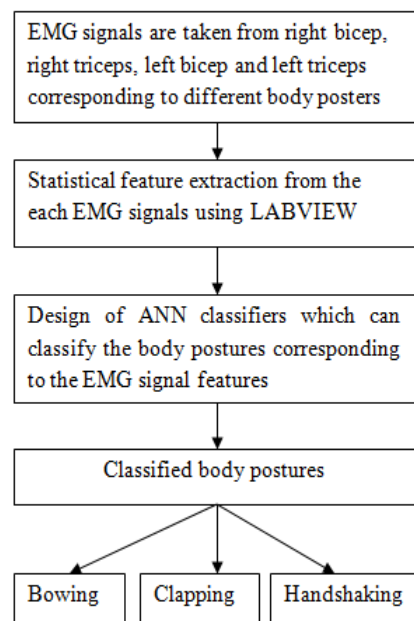 EMG signals are taken from right bicep,
right triceps, left bicep and left triceps
corresponding to different body posters
Statistical feature extraction from the
each EMG signals using LABVIEW
Design of ANN classifiers which can
classify the body postures corresponding
to the EMG signal features
Classified body postures
Bowing
Clapping
Handshaking